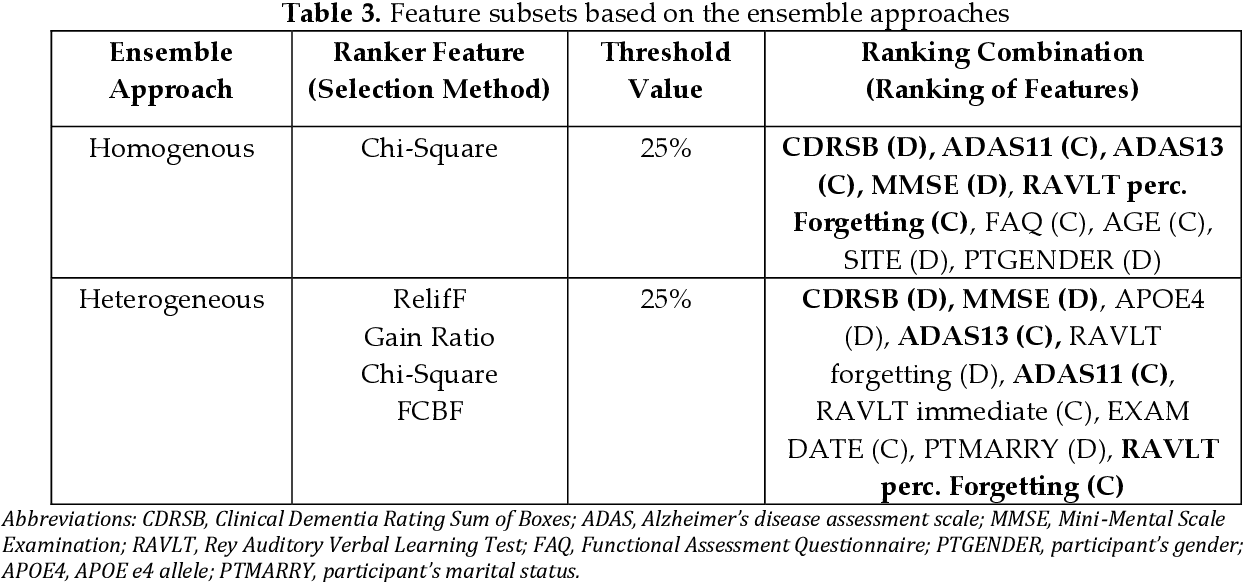 Table 3. Feature subsets based on the ensemble approaches
Ensemble Approach
Ranker Feature (Selection Method)
Threshold Value
Ranking Combination (Ranking of Features)
Homogenous
Chi-Square
25%
CDRSB (D), ADAS11 (C), ADAS13
(C), MMSE (D), RAVLT perc.
Forgetting (C), FAQ (C), AGE (C),
SITE (D), PTGENDER (D)
Heterogeneous
RelifF
Gain Ratio
Chi-Square
FCBF
25%
CDRSB (D), MMSE (D), APOE4
(D), ADAS13 (C), RAVLT
forgetting (D), ADAS11 (C),
RAVLT immediate (C), EXAM
DATE (C), PTMARRY (D), RAVLT
perc. Forgetting (C)
Abbreviations: CDRSB, Clinical Dementia Rating Sum of Boxes; ADAS, Alzheimer's disease assessment scale; MMSE, Mini-Mental Scale
Examination; RAVLT, Rey Auditory Verbal Learning Test; FAQ, Functional Assessment Questionnaire; PTGENDER, participant's gender;
APOE4, APOE e4 allele; PTMARRY, participant's marital status.